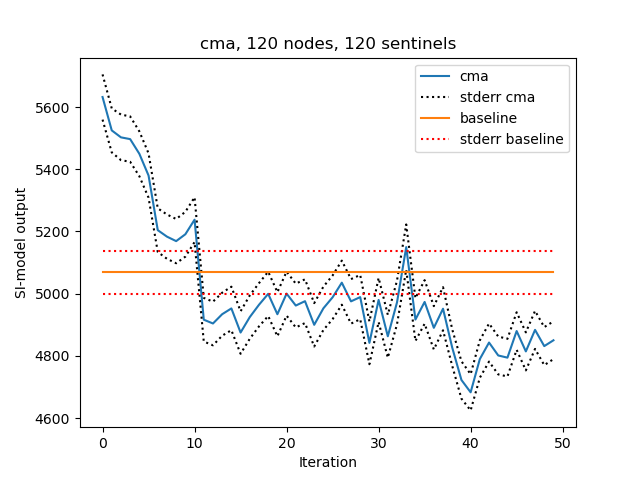 cma, 120 nodes, 120 sentinels
cma
stderr cma
baseline
stderr baseline
SI-model output
5600
5400
5200
5000
4800
4600
0 10 20 30 40 50
Iteration